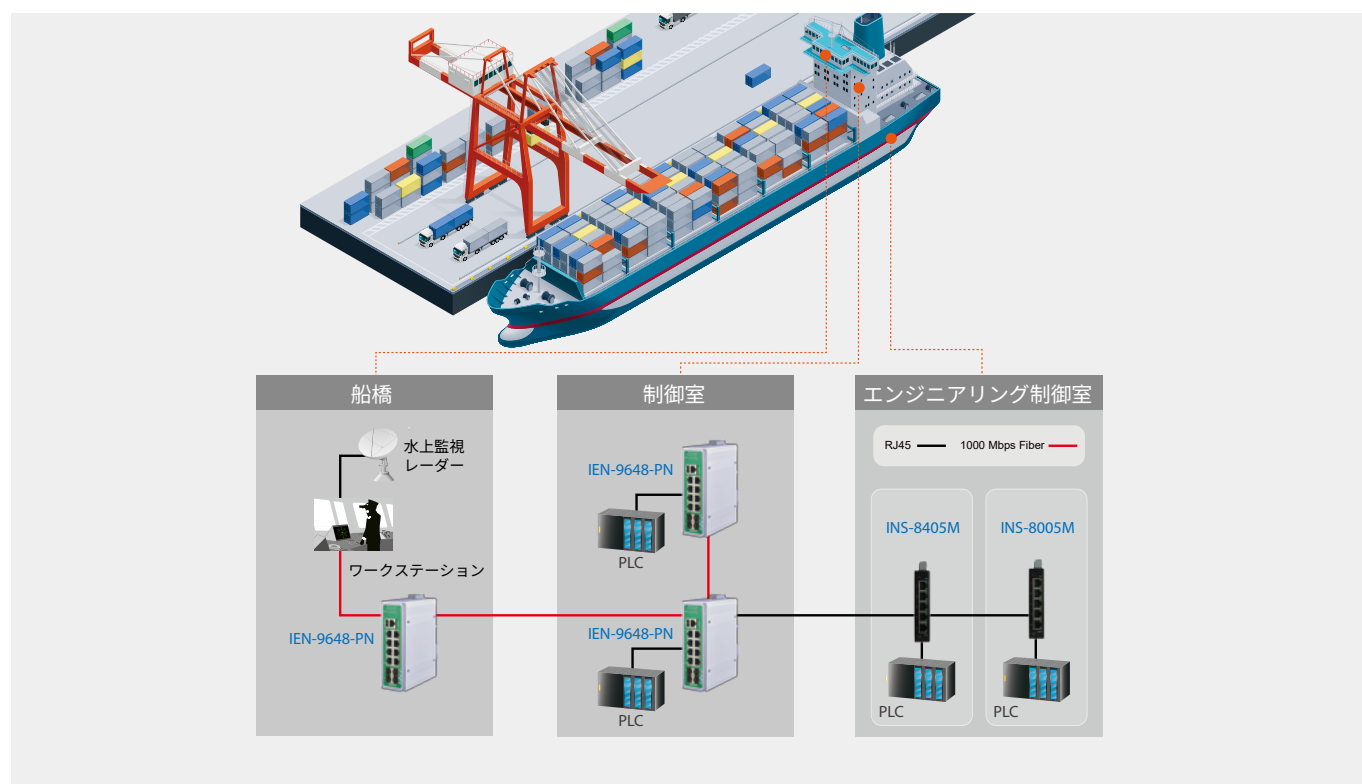 船橋
水上監視
レーダー
ワークステーション
IEN-9648-PN
制御室
IEN-9648-PN
PLC
IEN-9648-PN
PLC
エンジニアリング制御室
RJ45
1000 Mbps Fiber
INS-8405M
PLC
INS-8005M
PLC